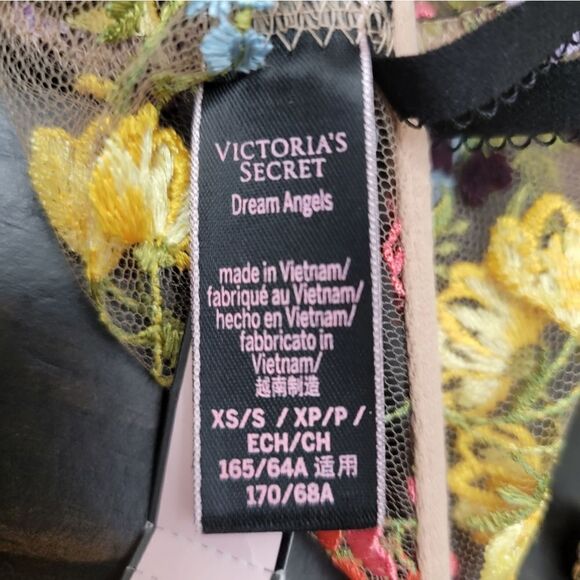 VICTORIA'S
SECRET
Dream Angels
made in Vietnam/
fabriqué au Vietnam/
hecho en Vietnam/
fabbricato in
Vietnam/
越南制造
XS/S / XP/P /
ECH/CH
165/64A 适用
170/68A